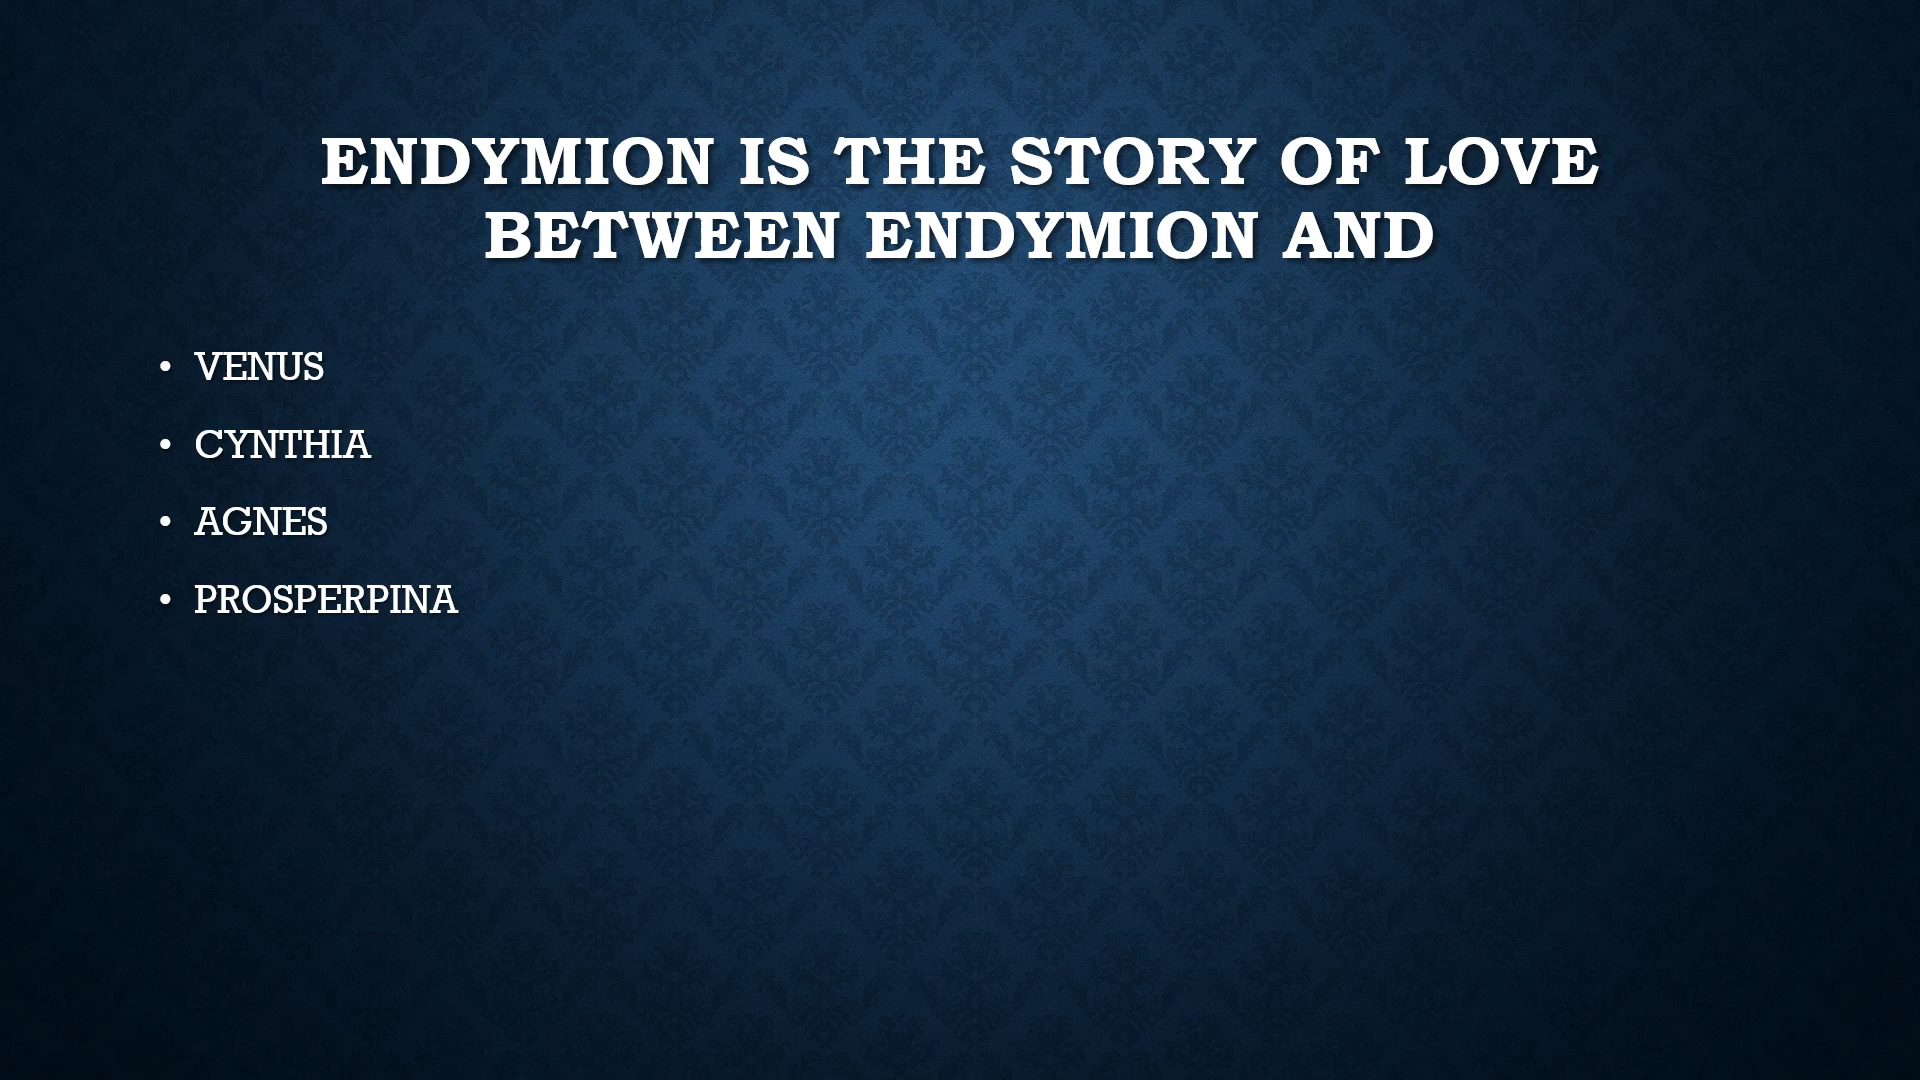 ENDYMION IS THE STORY OF LOVE
BETWEEN ENDYMION AND
• VENUS
• CYNTHIA
• AGNES
• PROSPERPINA